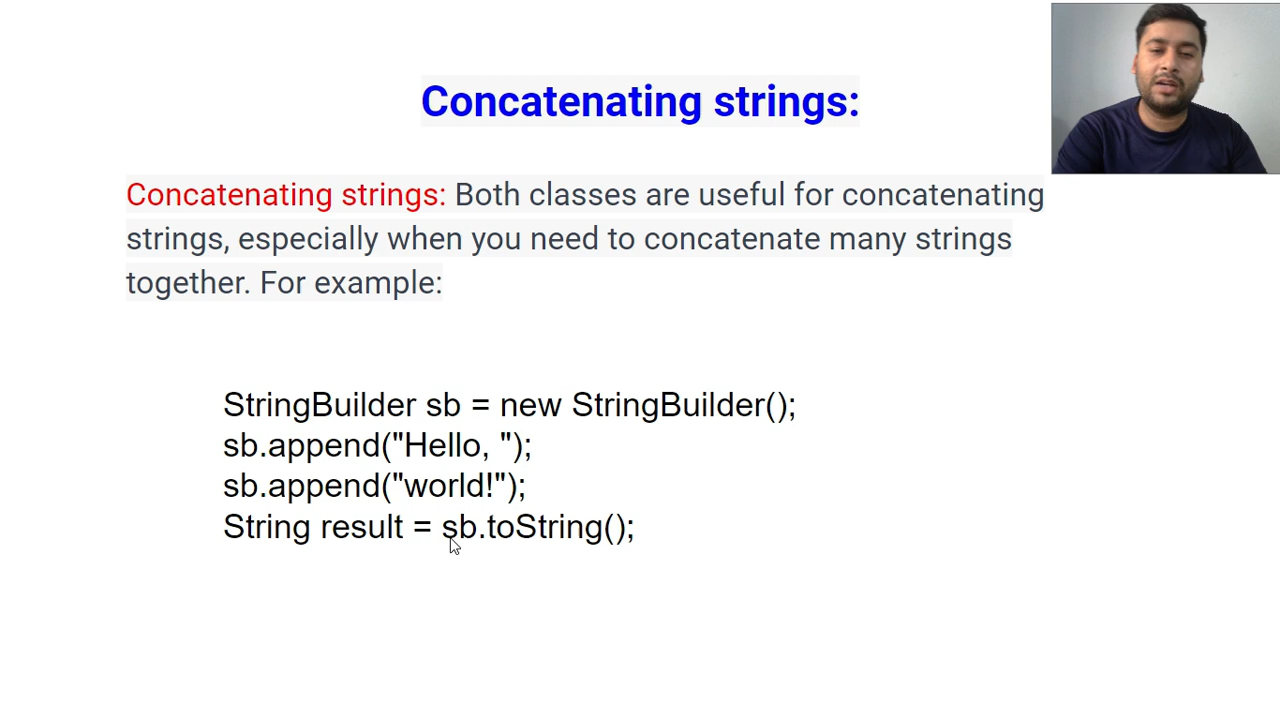 Concatenating strings:
Concatenating strings: Both classes are useful for concatenating
strings, especially when you need to concatenate many strings
together. For example:
StringBuilder sb = new StringBuilder();
sb.append("Hello, ");
sb.append("world!");
String result = sb.toString();